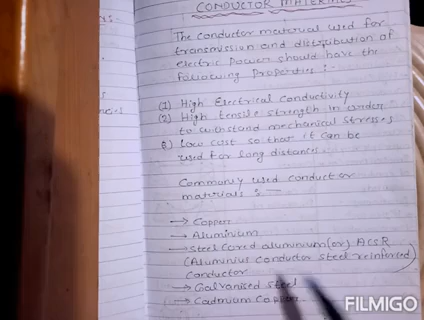 CONDUCTOR MATERIALS
The conductor material used for
transmission and distribution of
electric power should have the
following Properties :-
(1) High Electrical Conductivity
(2) High tensile strength in order
to withstand mechanical stresses
(3) Low cost so that it can be
used for long distances.
Commonly used conductor
materials :-
→ Copper
→ Aluminium
→ Steel Cored aluminium (or) ACSR
(Aluminium Conductor steel reinforced)
conductor
→ Galvanised Steel
→ Cadmium Copper
FILMIGO